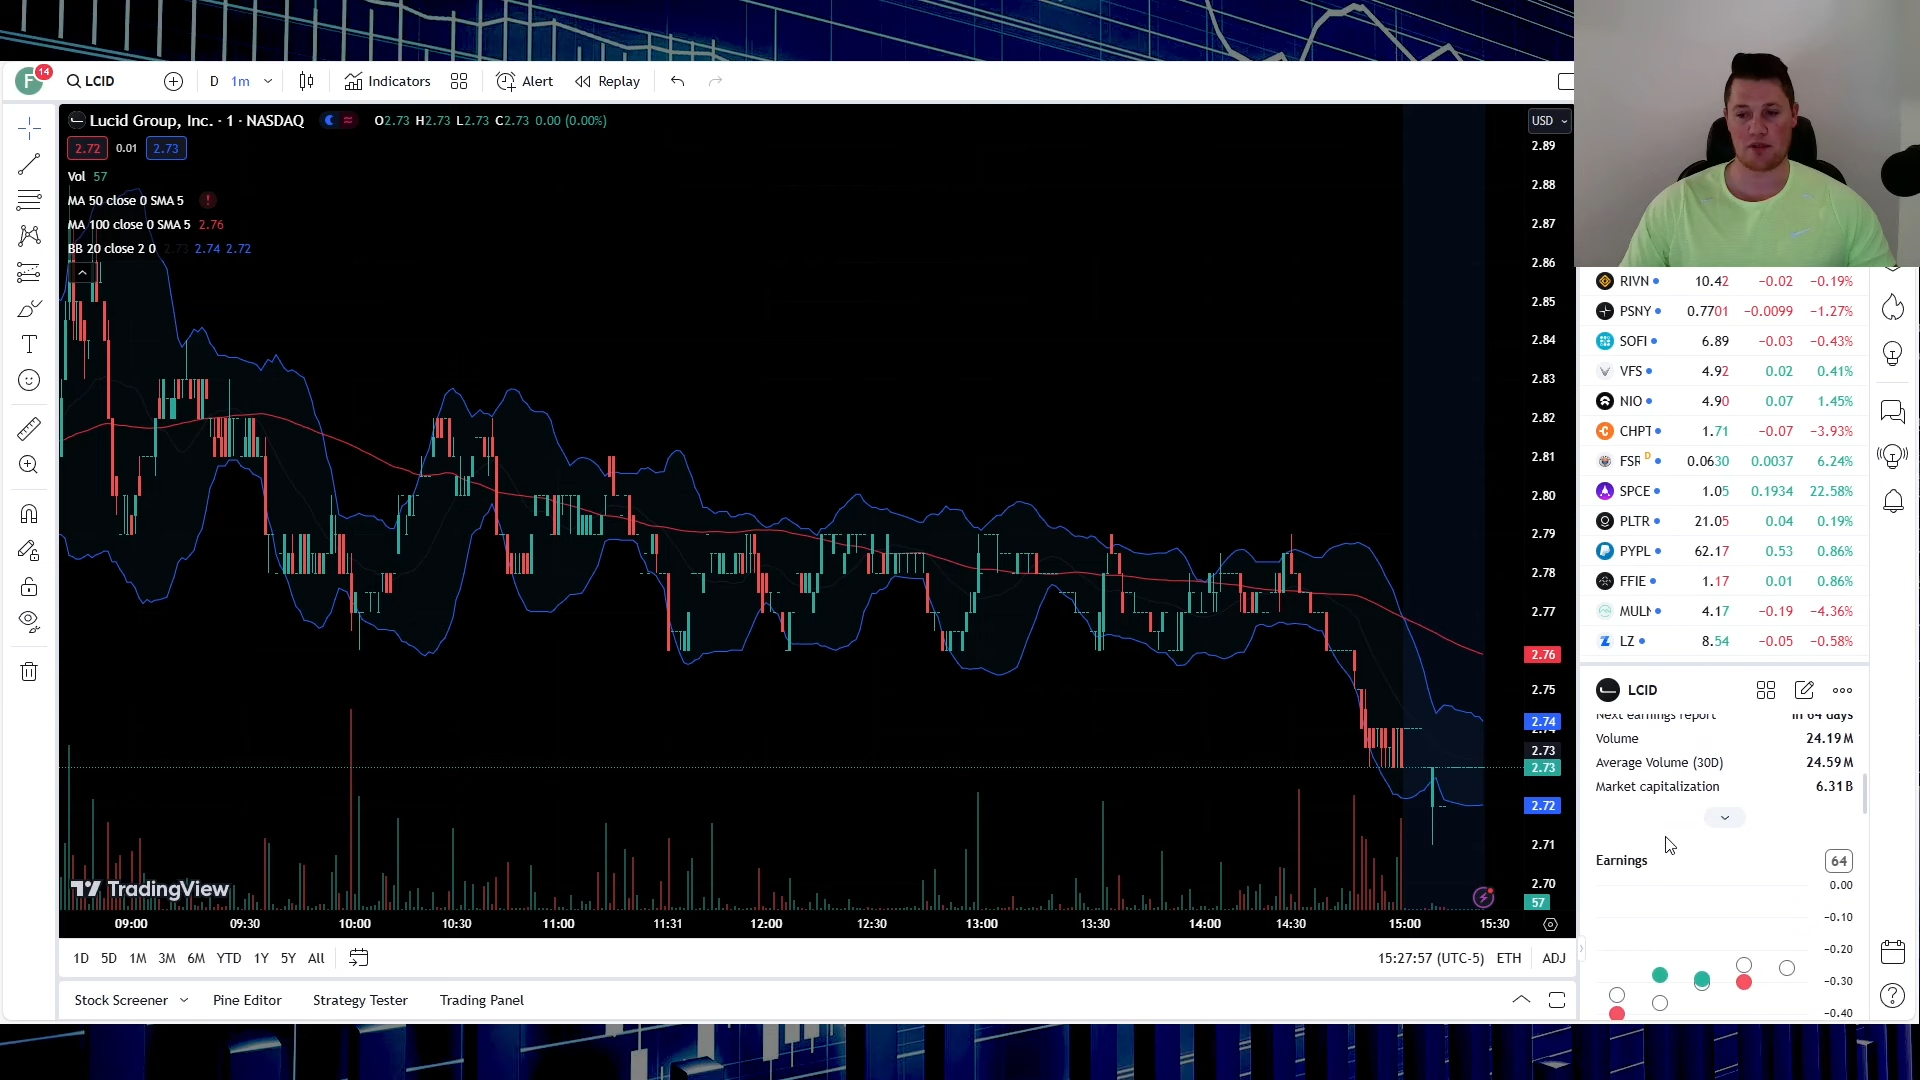 F 14 LCID D 1m Indicators Alert Replay
Lucid Group, Inc. · 1 · NASDAQ O2.73 H2.73 L2.73 C2.73 0.00 (0.00%)
2.72 0.01 2.73
Vol 57
MA 50 close 0 SMA 5 !
MA 100 close 0 SMA 5 2.76
BB 20 close 2 0 2.73 2.74 2.72
USD
2.89
2.88
2.87
2.86
2.85
2.84
2.83
2.82
2.81
2.80
2.79
2.78
2.77
2.76
2.75
2.74
2.73
2.73
2.72
2.71
2.70
57
TradingView
09:00 09:30 10:00 10:30 11:00 11:31 12:00 12:30 13:00 13:30 14:00 14:30 15:00 15:30
1D 5D 1M 3M 6M YTD 1Y 5Y All 15:27:57 (UTC-5) ETH ADJ
Stock Screener Pine Editor Strategy Tester Trading Panel
RIVN 10.42 −0.02 −0.19%
PSNY 0.7701 −0.0099 −1.27%
SOFI 6.89 −0.03 −0.43%
VFS 4.92 0.02 0.41%
NIO 4.90 0.07 1.45%
CHPT 1.71 −0.07 −3.93%
FSR D 0.0630 0.0037 6.24%
SPCE 1.05 0.1934 22.58%
PLTR 21.05 0.04 0.19%
PYPL 62.17 0.53 0.86%
FFIE 1.17 0.01 0.86%
MULN 4.17 −0.19 −4.36%
LZ 8.54 −0.05 −0.58%
LCID
Next earnings report In 64 days
Volume 24.19M
Average Volume (30D) 24.59M
Market capitalization 6.31B
Earnings 64
0.00
−0.10
−0.20
−0.30
−0.40